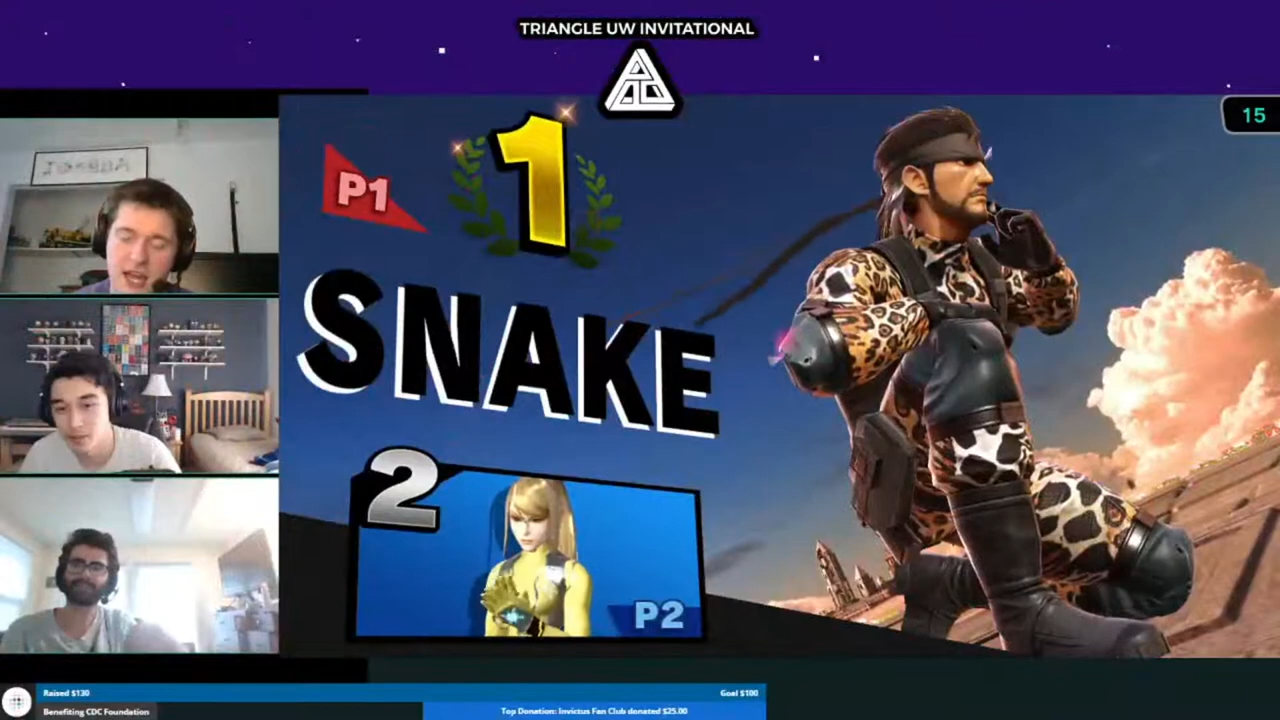 TRIANGLE UW INVITATIONAL
15
P1
1
SNAKE
2
P2
Raised $130
Goal $100
Benefiting CDC Foundation
Top Donation: Invictus Fan Club donated $25.00